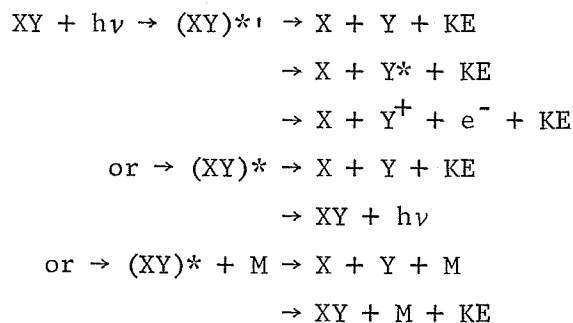 XY + hν → (XY)*' → X + Y + KE
→ X + Y* + KE
→ X + Y⁺ + e⁻ + KE
or → (XY)* → X + Y + KE
→ XY + hν
or → (XY)* + M → X + Y + M
→ XY + M + KE